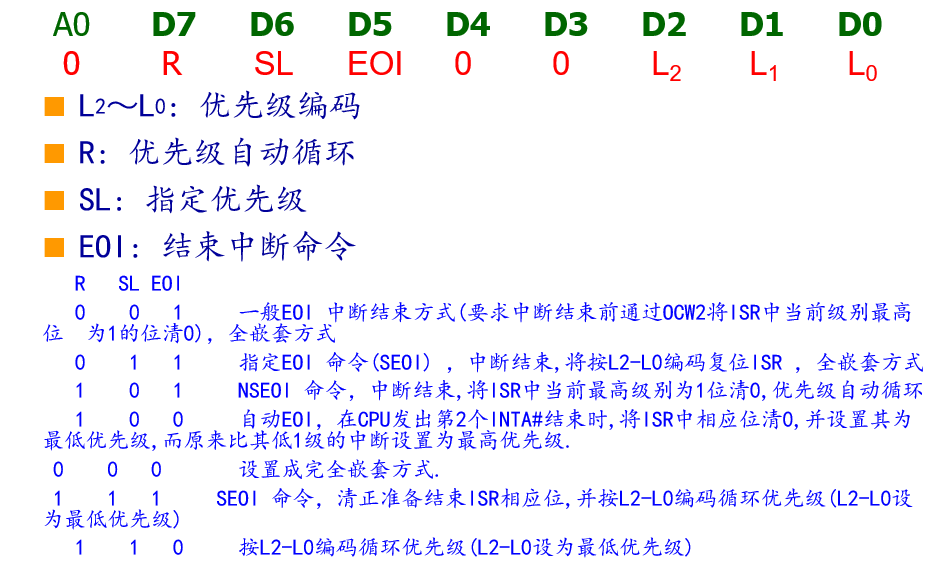 A0 D7 D6 D5 D4 D3 D2 D1 D0
0 R SL EOI 0 0 L2 L1 L0
L2～L0: 优先级编码
R: 优先级自动循环
SL: 指定优先级
EOI: 结束中断命令
R SL EOI
0 0 1 一般EOI 中断结束方式(要求中断结束前通过OCW2将ISR中当前级别最高
位 为1的位清0), 全嵌套方式
0 1 1 指定EOI 命令(SEOI) , 中断结束,将按L2-L0编码复位ISR , 全嵌套方式
1 0 1 NSEOI 命令, 中断结束,将ISR中当前最高级别为1位清0,优先级自动循环
1 0 0 自动EOI, 在CPU发出第2个INTA#结束时,将ISR中相应位清0,并设置其为
最低优先级,而原来比其低1级的中断设置为最高优先级.
0 0 0 设置成完全嵌套方式.
1 1 1 SEOI 命令, 清正准备结束ISR相应位,并按L2-L0编码循环优先级(L2-L0设
为最低优先级)
1 1 0 按L2-L0编码循环优先级(L2-L0设为最低优先级)